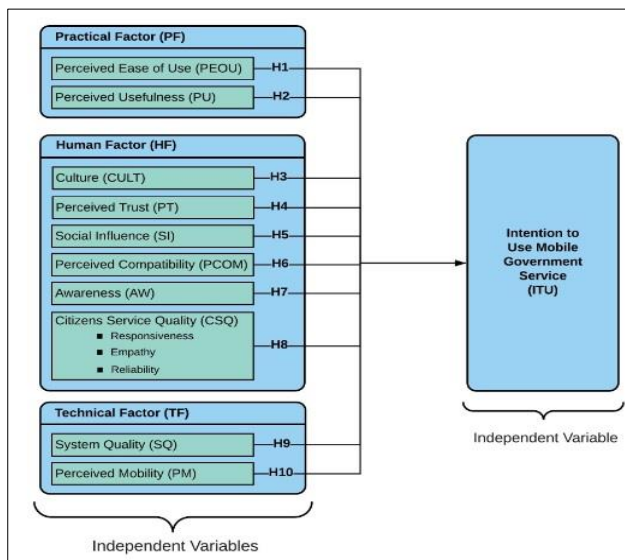 Practical Factor (PF)
Perceived Ease of Use (PEOU)
H1
Perceived Usefulness (PU)
H2
Human Factor (HF)
Culture (CULT)
H3
Perceived Trust (PT)
H4
Social Influence (SI)
H5
Perceived Compatibility (PCOM)
H6
Awareness (AW)
H7
Citizens Service Quality (CSQ)
■ Responsiveness
■ Empathy
■ Reliability
H8
Technical Factor (TF)
System Quality (SQ)
H9
Perceived Mobility (PM)
H10
Independent Variables
Intention to
Use Mobile
Government
Service
(ITU)
Independent Variable